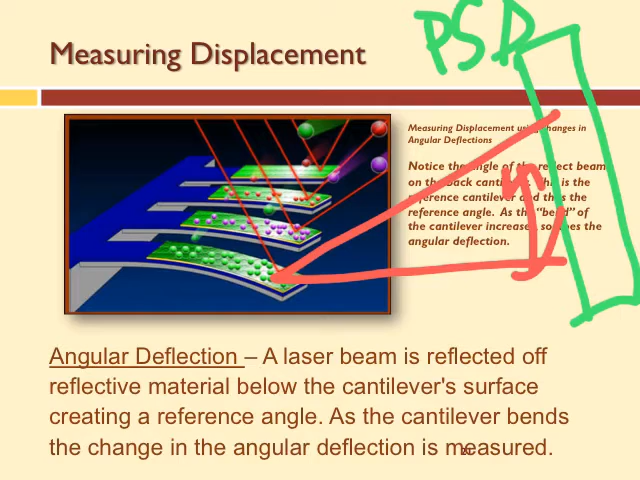 PSD
Measuring Displacement
Measuring Displacement using changes in
Angular Deflections
Notice the angle of the reflect beam
on the back cantilever. This is the
reference cantilever and thus the
reference angle. As the "bend" of
the cantilever increases, so does the
angular deflection.
Angular Deflection – A laser beam is reflected off
reflective material below the cantilever's surface
creating a reference angle. As the cantilever bends
the change in the angular deflection is measured.